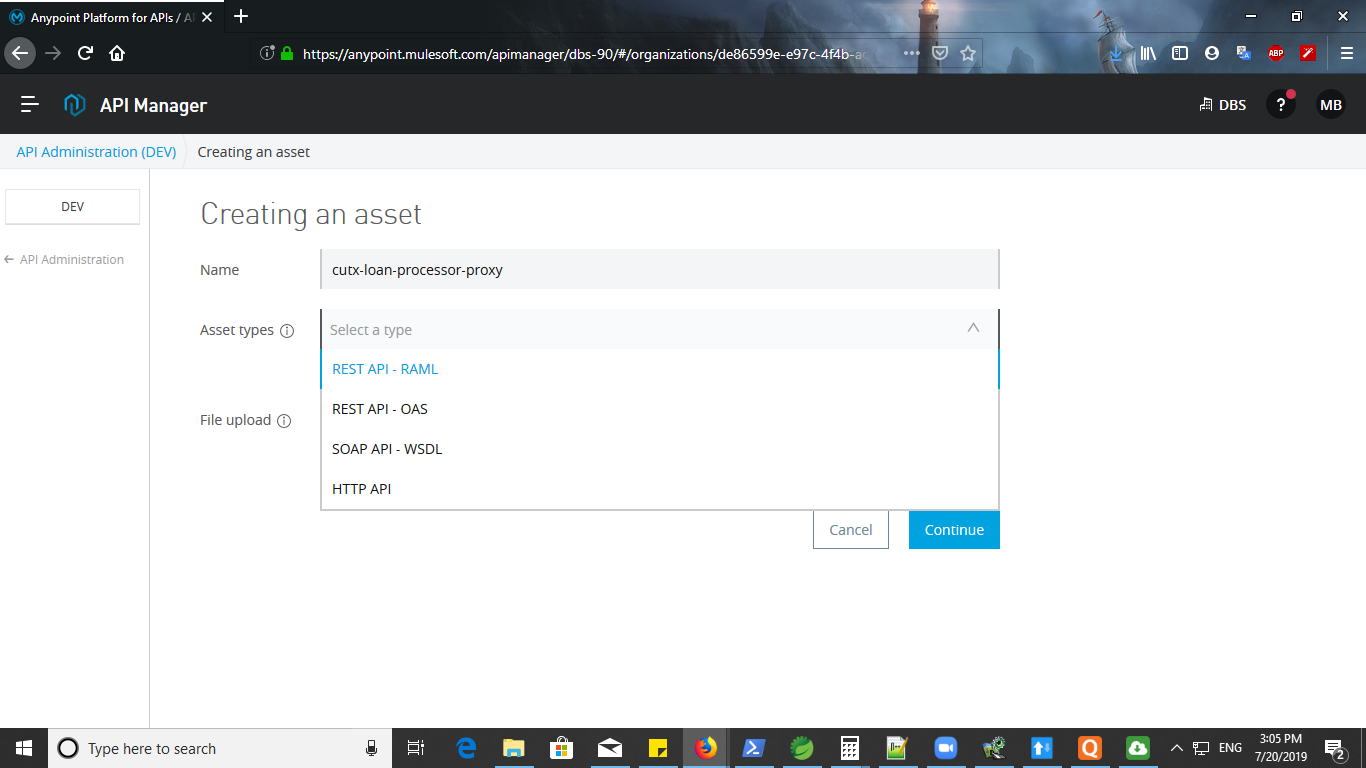 Anypoint Platform for APIs / A
https://anypoint.mulesoft.com/apimanager/dbs-90/#/organizations/de86599e-e97c-4f4b-a
ABP
API Manager
DBS
?
MB
API Administration (DEV)
Creating an asset
DEV
API Administration
Creating an asset
Name
cutx-loan-processor-proxy
Asset types
Select a type
REST API - RAML
REST API - OAS
File upload
SOAP API - WSDL
HTTP API
Cancel
Continue
Type here to search
ENG
3:05 PM
7/20/2019
2